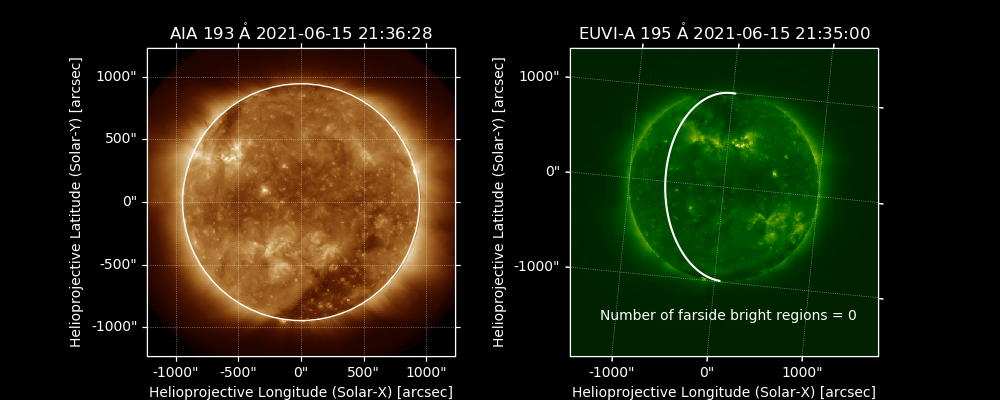 AIA 193 Å 2021-06-15 21:36:28
1000"
500"
0"
-500"
-1000"
-1000" -500" 0" 500" 1000"
Helioprojective Longitude (Solar-X) [arcsec]
Helioprojective Latitude (Solar-Y) [arcsec]
EUVI-A 195 Å 2021-06-15 21:35:00
1000"
0"
-1000"
Number of farside bright regions = 0
-1000" 0" 1000"
Helioprojective Longitude (Solar-X) [arcsec]
Helioprojective Latitude (Solar-Y) [arcsec]